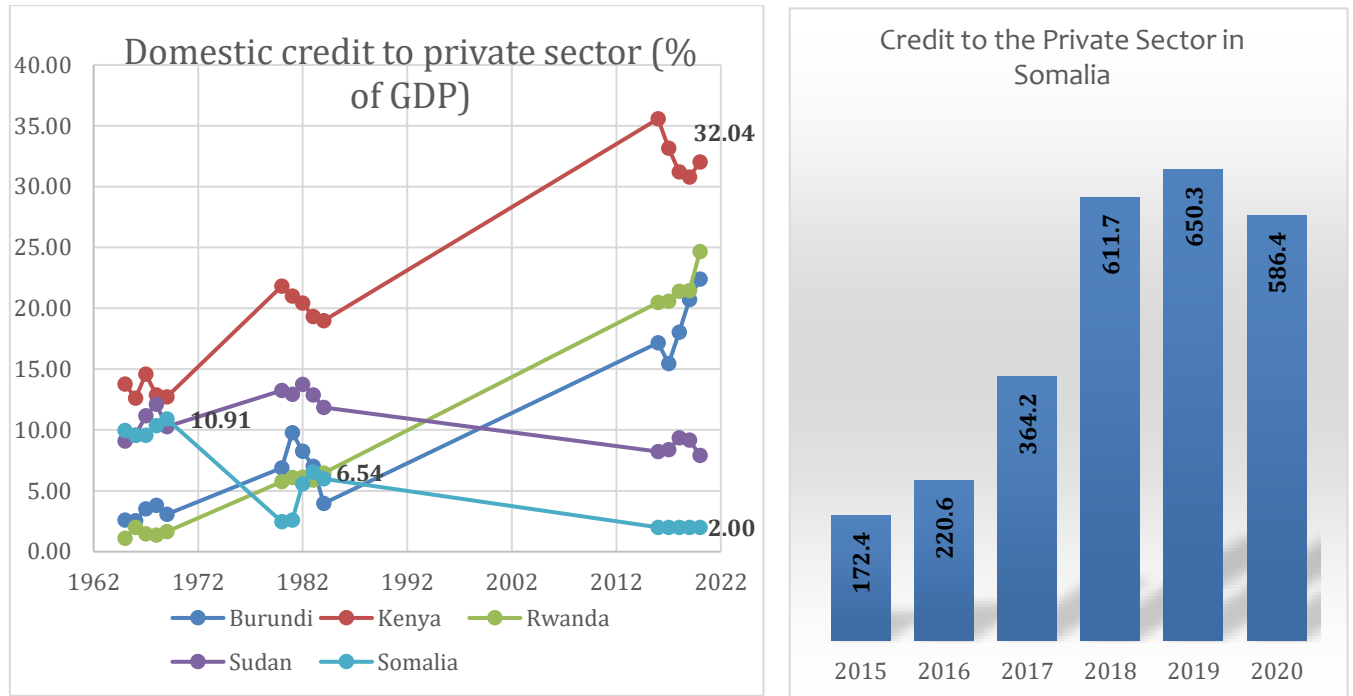 Domestic credit to private sector (%
of GDP)
40.00
35.00
30.00
25.00
20.00
15.00
10.00
5.00
0.00
32.04
10.91
6.54
2.00
1962 1972 1982 1992 2002 2012 2022
Burundi Kenya Rwanda
Sudan Somalia
Credit to the Private Sector in
Somalia
172.4 220.6 364.2 611.7 650.3 586.4
2015 2016 2017 2018 2019 2020